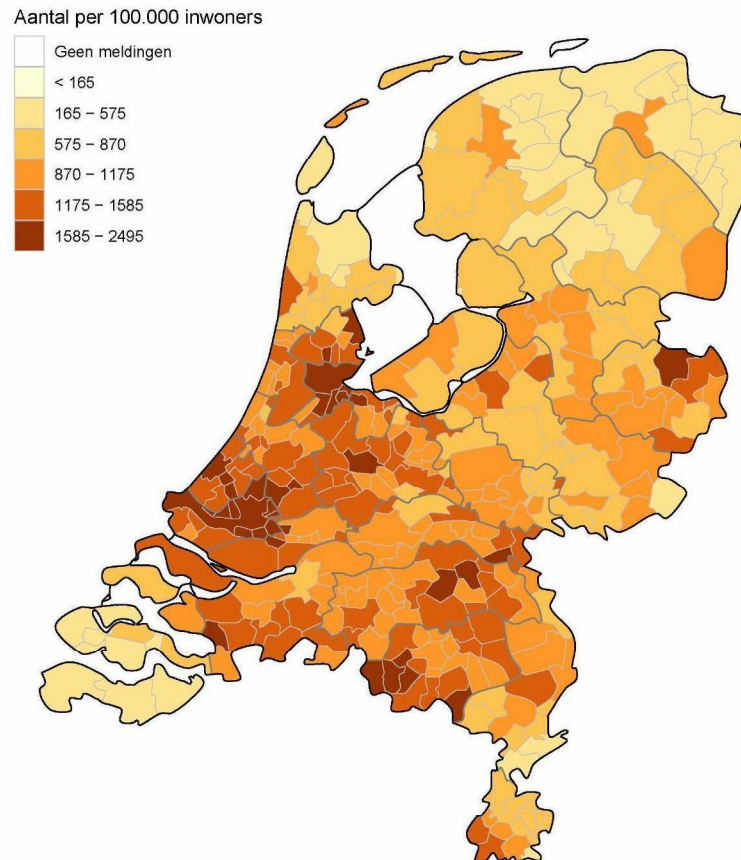 Aantal per 100.000 inwoners
Geen meldingen
< 165
165 – 575
575 – 870
870 – 1175
1175 – 1585
1585 – 2495